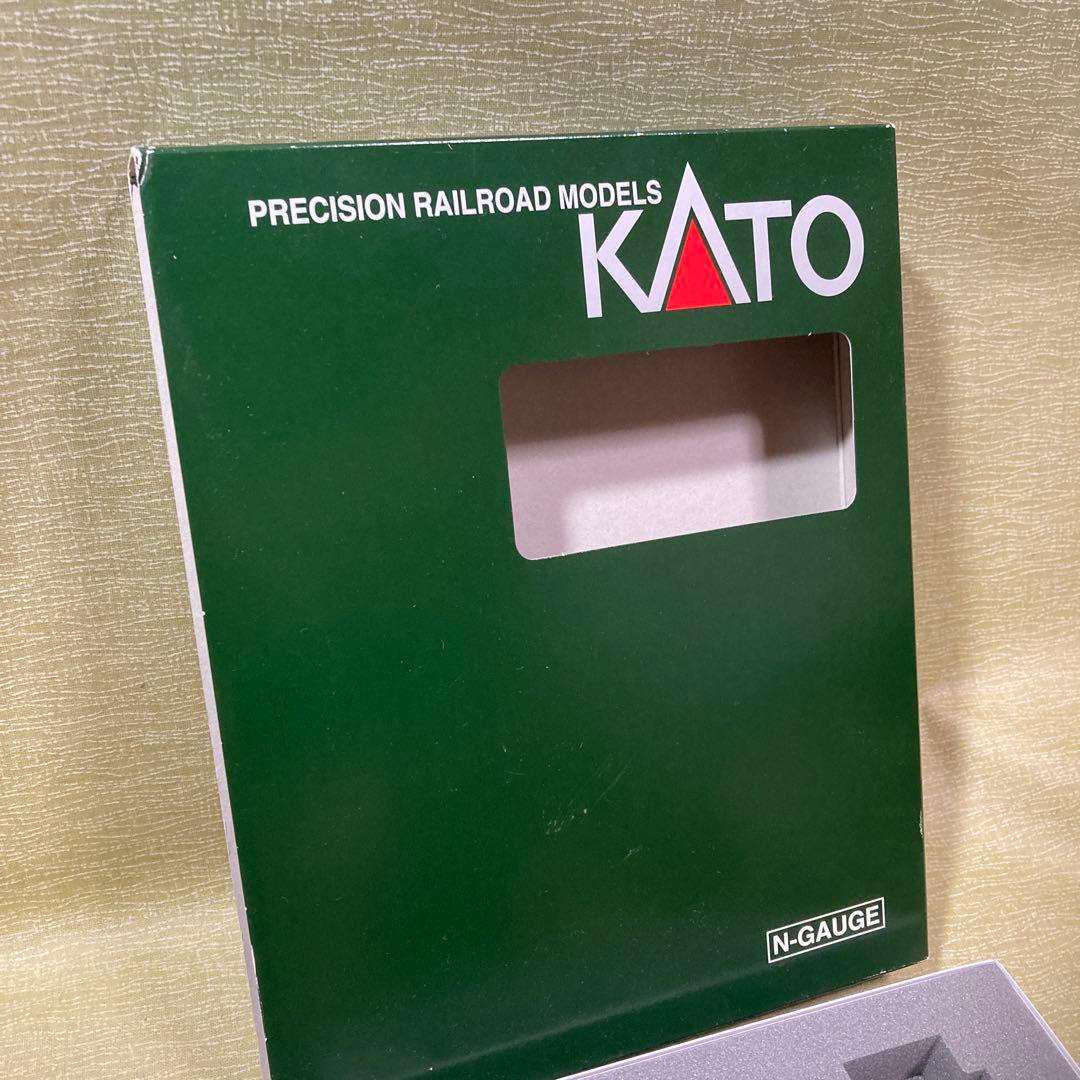 PRECISION RAILROAD MODELS
KATO
N-GAUGE